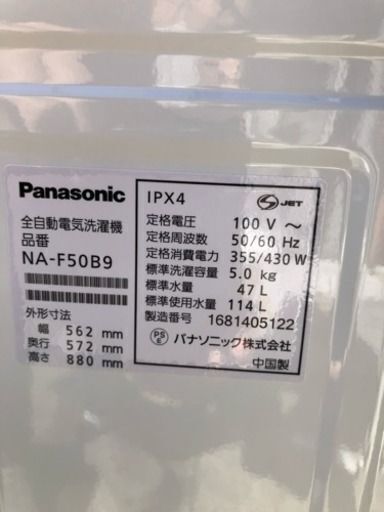 Panasonic
全自動電気洗濯機
品番
NA-F50B9
外形寸法
幅 562 mm
奥行 572 mm
高さ 880 mm
IPX4
S JET
定格電圧 100 V ～
定格周波数 50/60 Hz
定格消費電力 355/430 W
標準洗濯容量 5.0 kg
標準水量 47 L
標準使用水量 114 L
製造番号 1681405122
PS E パナソニック株式会社
中国製